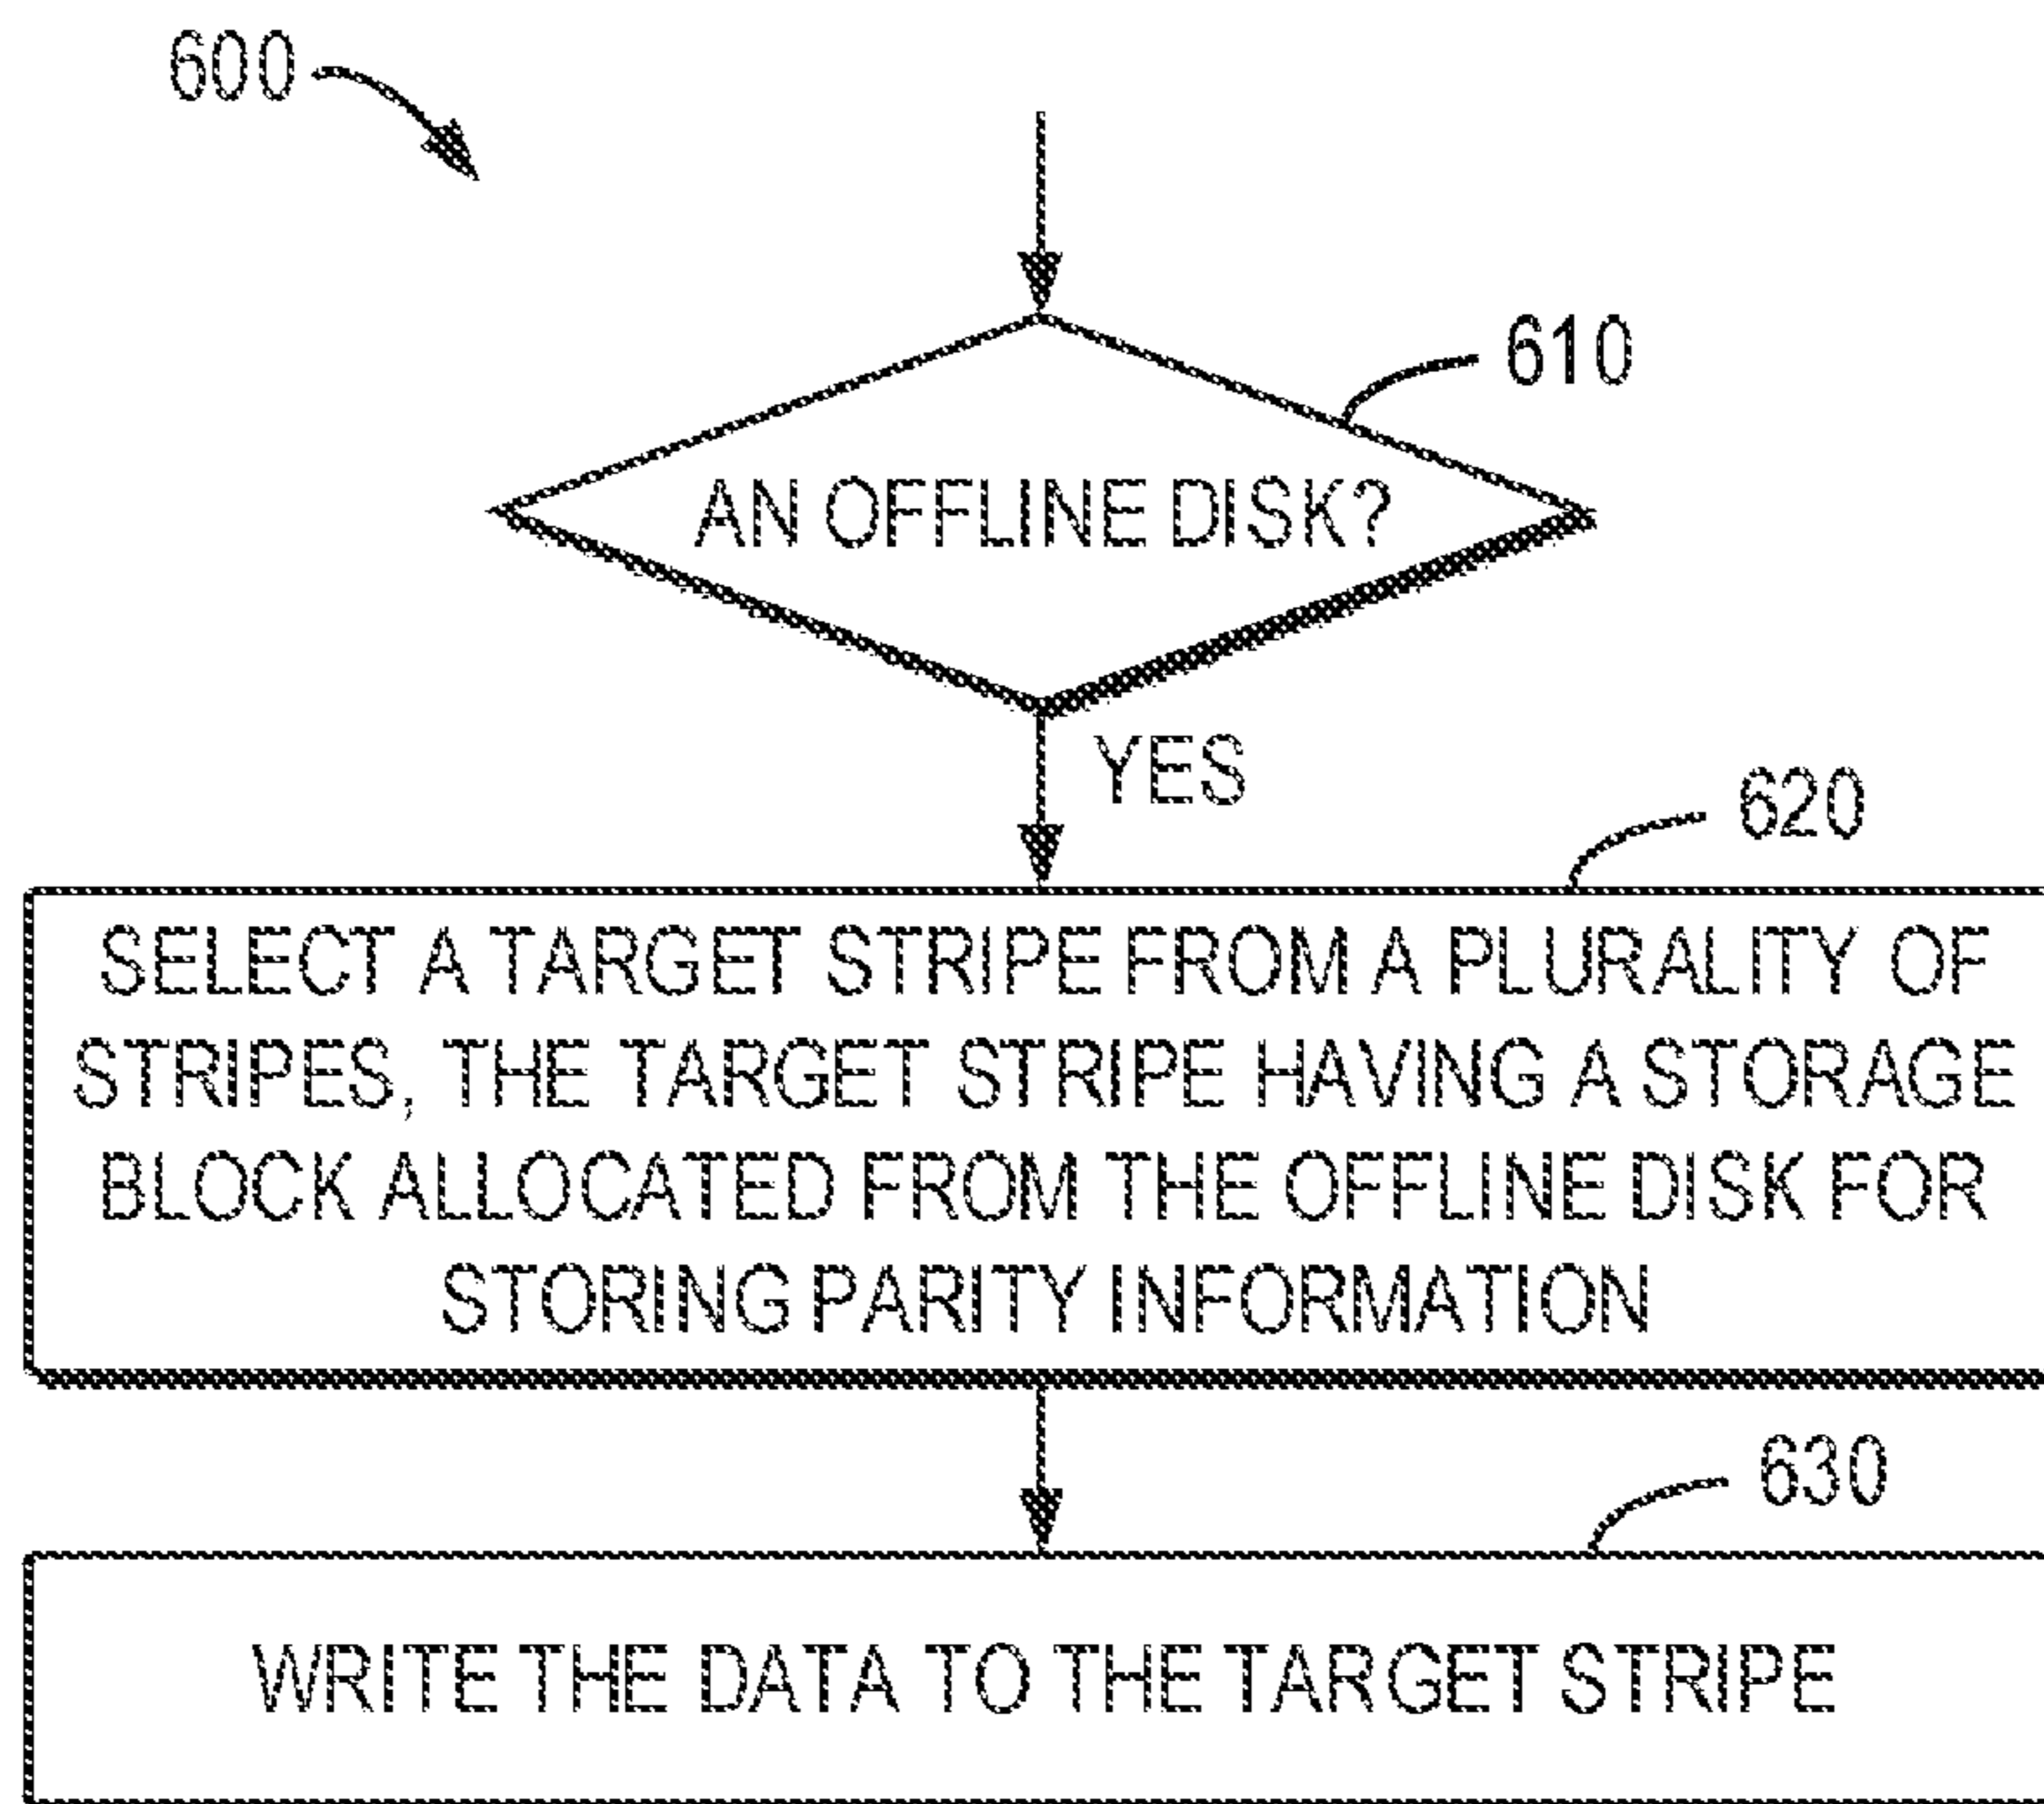 600
610
AN OFFLINE DISK?
YES
620
SELECT A TARGET STRIPE FROM A PLURALITY OF
STRIPES, THE TARGET STRIPE HAVING A STORAGE
BLOCK ALLOCATED FROM THE OFFLINE DISK FOR
STORING PARITY INFORMATION
630
WRITE THE DATA TO THE TARGET STRIPE